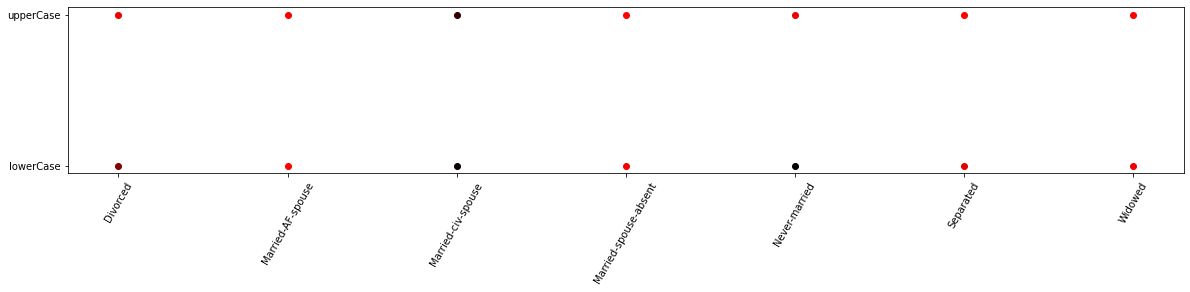 upperCase
lowerCase
Divorced
Married-AF-spouse
Married-civ-spouse
Married-spouse-absent
Never-married
Separated
Widowed